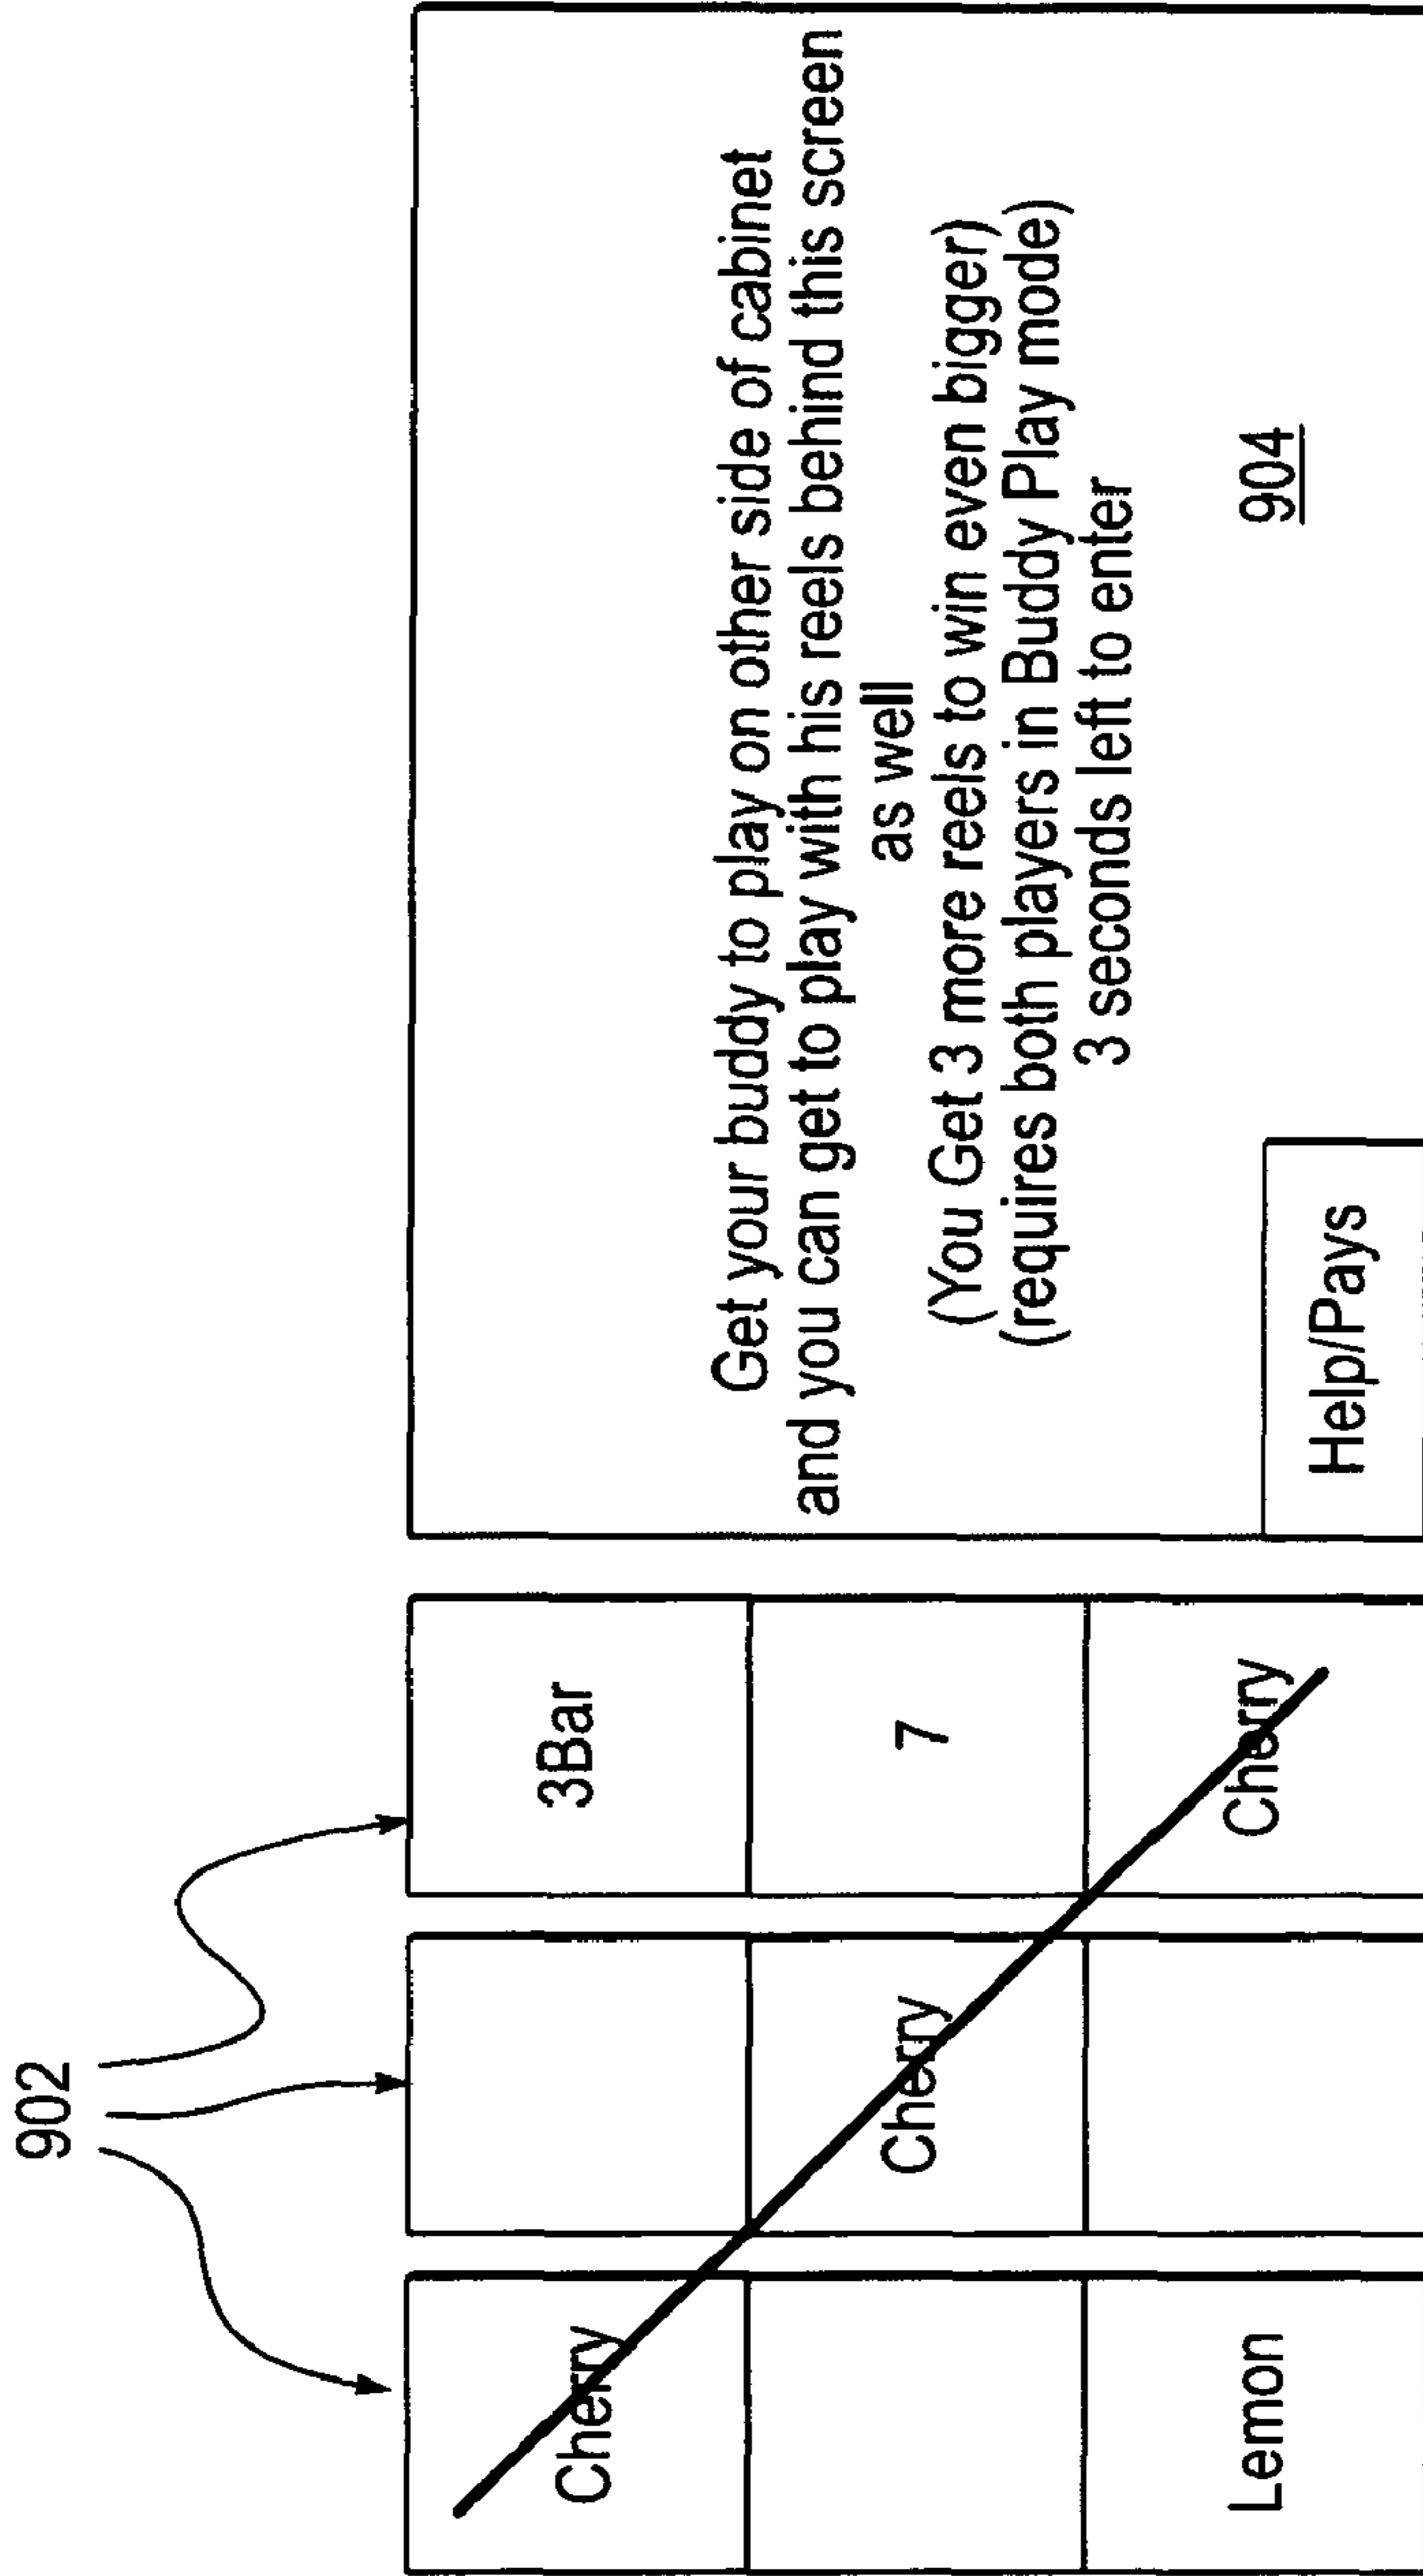 902
Cherry
3Bar
Cherry
7
Lemon
Cherry
Get your buddy to play on other side of cabinet
and you can get to play with his reels behind this screen
as well
(You Get 3 more reels to win even bigger)
(requires both players in Buddy Play mode)
3 seconds left to enter
904
Help/Pays